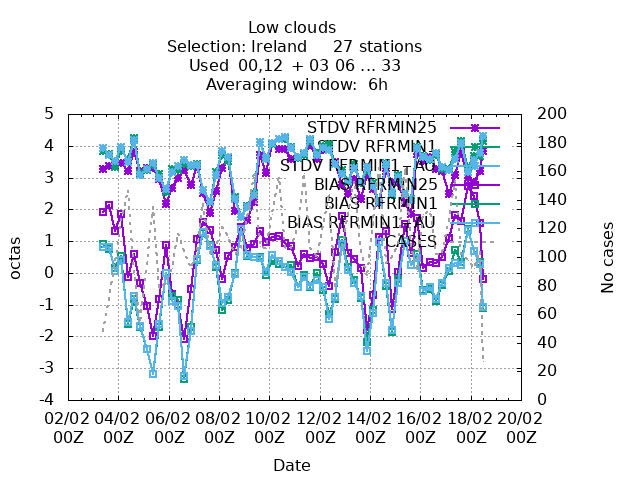 Low clouds
Selection: Ireland 27 stations
Used 00,12 + 03 06 ... 33
Averaging window: 6h
STDV RFRMIN25
STDV RFRMIN1
STDV RFRMIN1_AU
BIAS RFRMIN25
BIAS RFRMIN1
BIAS RFRMIN1_AU
CASES
5
4
3
2
1
0
-1
-2
-3
-4
octas
200
180
160
140
120
100
80
60
40
20
0
No cases
02/02 04/02 06/02 08/02 10/02 12/02 14/02 16/02 18/02 20/02
00Z 00Z 00Z 00Z 00Z 00Z 00Z 00Z 00Z 00Z
Date